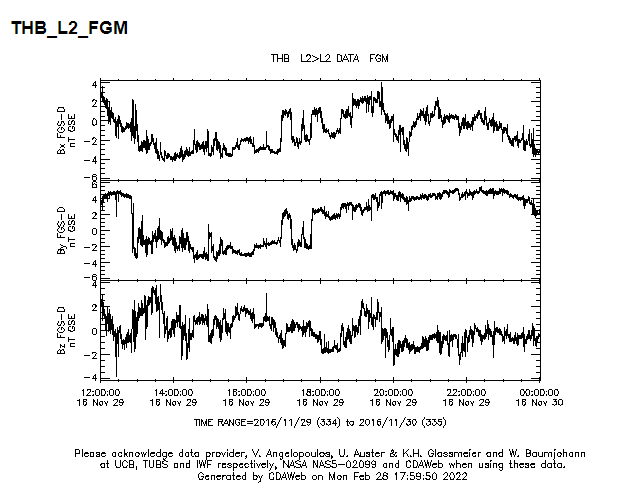 THB_L2_FGM
THB L2>L2 DATA FGM
4
2
0
-2
-4
-6
Bx FGS-D
nT GSE
6
4
2
0
-2
-4
-6
By FGS-D
nT GSE
4
2
0
-2
-4
Bz FGS-D
nT GSE
12:00:00 14:00:00 16:00:00 18:00:00 20:00:00 22:00:00 00:00:00
16 Nov 29 16 Nov 29 16 Nov 29 16 Nov 29 16 Nov 29 16 Nov 29 16 Nov 30
TIME RANGE=2016/11/29 (334) to 2016/11/30 (335)
Please acknowledge data provider, V. Angelopoulos, U. Auster & K.H. Glassmeier and W. Baumjohann
at UCB, TUBS and IWF respectively, NASA NAS5-02099 and CDAWeb when using these data.
Generated by CDAWeb on Mon Feb 28 17:59:50 2022